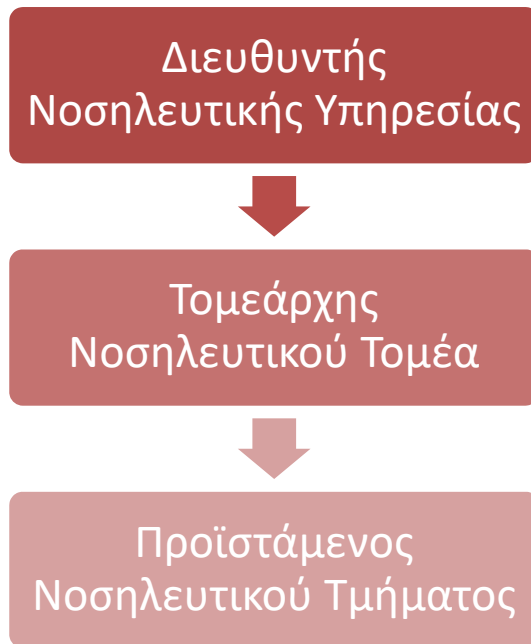 Διευθυντής
Νοσηλευτικής Υπηρεσίας
Τομεάρχης
Νοσηλευτικού Τομέα
Προϊστάμενος
Νοσηλευτικού Τμήματος